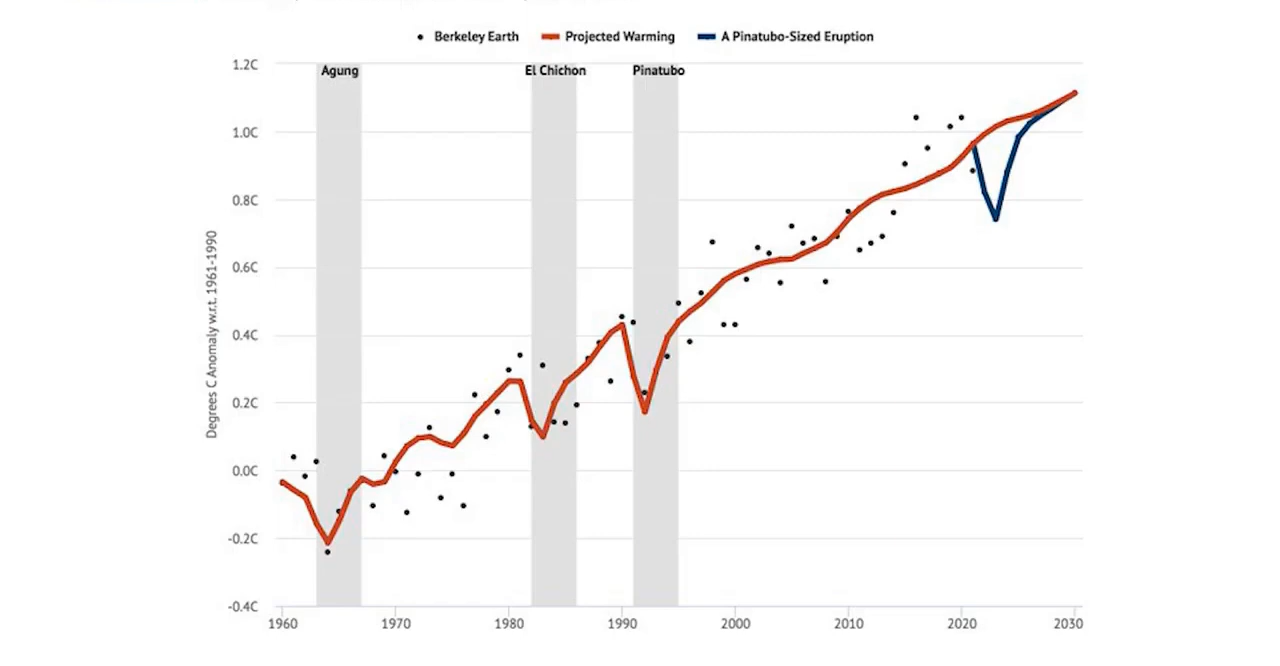 Berkeley Earth Projected Warming A Pinatubo-Sized Eruption
1.2C
Agung El Chichon Pinatubo
1.0C
0.8C
0.6C
0.4C
0.2C
0.0C
-0.2C
-0.4C
Degrees C Anomaly w.r.t. 1961-1990
1960 1970 1980 1990 2000 2010 2020 2030